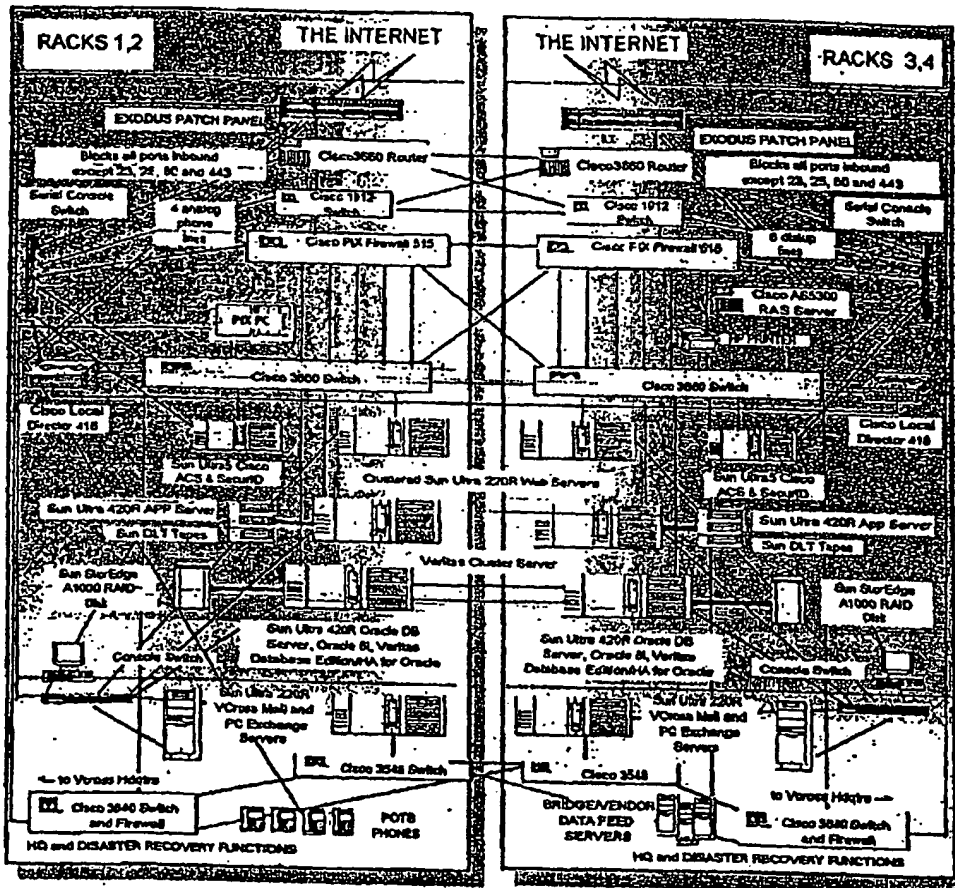 RACKS 1,2
THE INTERNET
EXODUS PATCH PANEL
Blocks all ports inbound
except 23, 25, 80 and 443
Cisco 3660 Router
Serial Console
Switch
4 analog
phone
lines
Cisco 1912
Switch
Cisco PIX Firewall 515
PIX PC
Cisco 3660 Switch
Cisco Local
Director 416
Sun Ultra5 Cisco
ACS & SecurID
Sun Ultra 420R APP Server
Sun DLT Tapes
Sun StorEdge
A1000 RAID
Disk
Sun Ultra 420R Oracle DB
Server, Oracle 8i, Veritas
Database Edition/HA for Oracle
Console Switch
Sun Ultra 220R
VCross Mail and
PC Exchange
Servers
Cisco 3548 Switch
to Vcross Hdqtrs
Cisco 3640 Switch
and Firewall
POTS
PHONES
HQ and DISASTER RECOVERY FUNCTIONS
Clustered Sun Ultra 220R Web Servers
Veritas Cluster Server
THE INTERNET
RACKS 3,4
EXODUS PATCH PANEL
Cisco 3660 Router
Blocks all ports inbound
except 23, 25, 80 and 443
Serial Console
Switch
Cisco 1912
Switch
6 dialup
lines
Cisco PIX Firewall 515
Cisco AS5300
RAS Server
HP PRINTER
Cisco 3660 Switch
Cisco Local
Director 416
Sun Ultra5 Cisco
ACS & SecurID
Sun Ultra 420R App Server
Sun DLT Tapes
Sun StorEdge
A1000 RAID
Disk
Sun Ultra 420R Oracle DB
Server, Oracle 8i, Veritas
Database Edition/HA for Oracle
Console Switch
Sun Ultra 220R
VCross Mail and
PC Exchange
Servers
Cisco 3548
to Vcross Hdqtrs
BRIDGE/VENDOR
DATA FEED
SERVERS
Cisco 3640 Switch
and Firewall
HQ and DISASTER RECOVERY FUNCTIONS